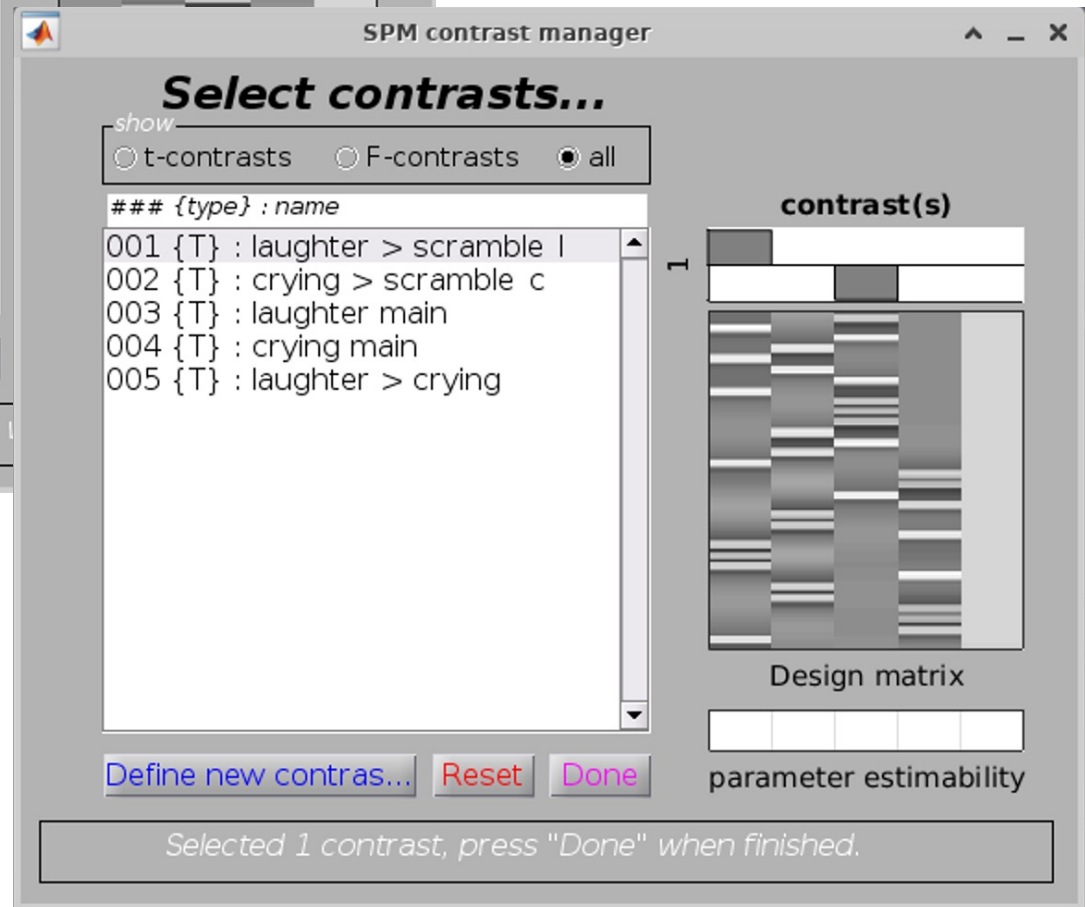 SPM contrast manager
Select contrasts...
show
t-contrasts F-contrasts all
### {type} : name
001 {T} : laughter > scramble l
002 {T} : crying > scramble c
003 {T} : laughter main
004 {T} : crying main
005 {T} : laughter > crying
contrast(s)
1
Design matrix
parameter estimability
Define new contras... Reset Done
Selected 1 contrast, press "Done" when finished.